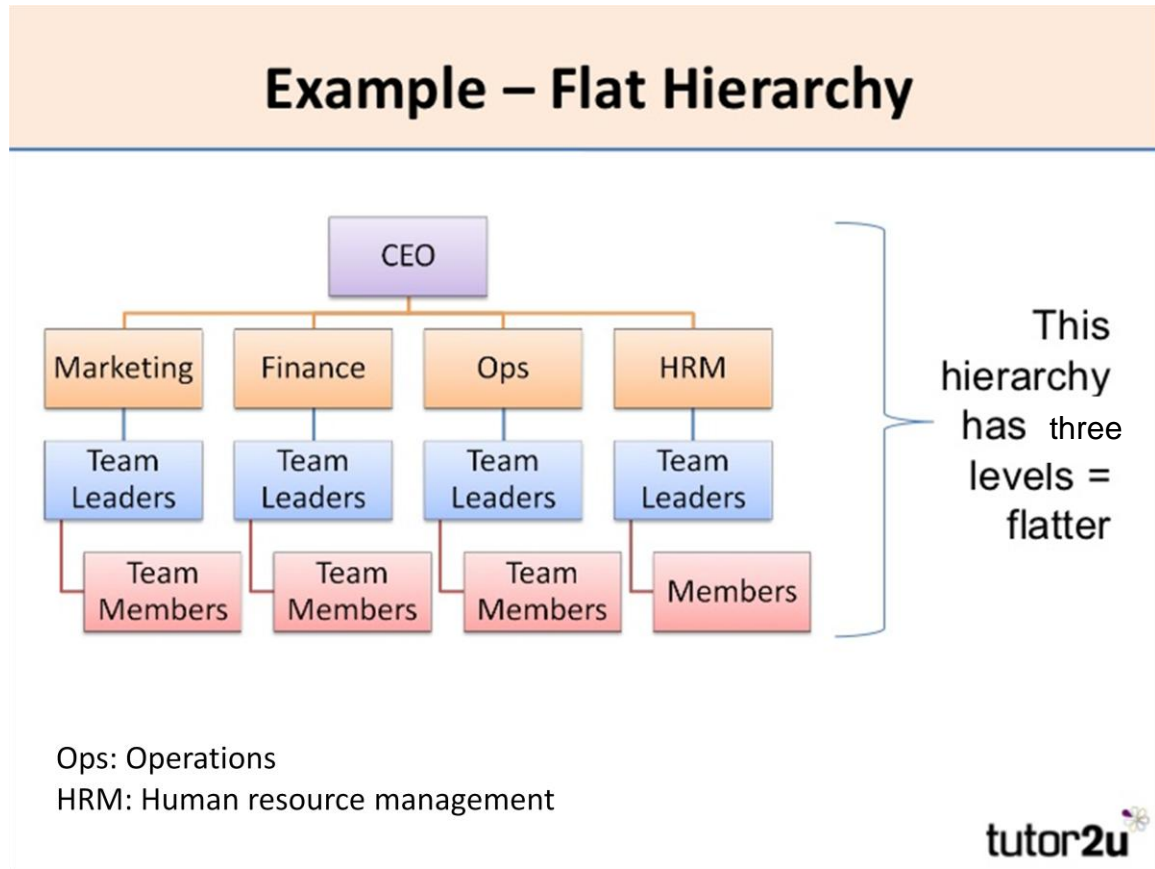 Example – Flat Hierarchy
CEO
Marketing
Finance
Ops
HRM
Team
Leaders
Team
Leaders
Team
Leaders
Team
Leaders
Team
Members
Team
Members
Team
Members
Members
This
hierarchy
has three
levels =
flatter
Ops: Operations
HRM: Human resource management
tutor2u